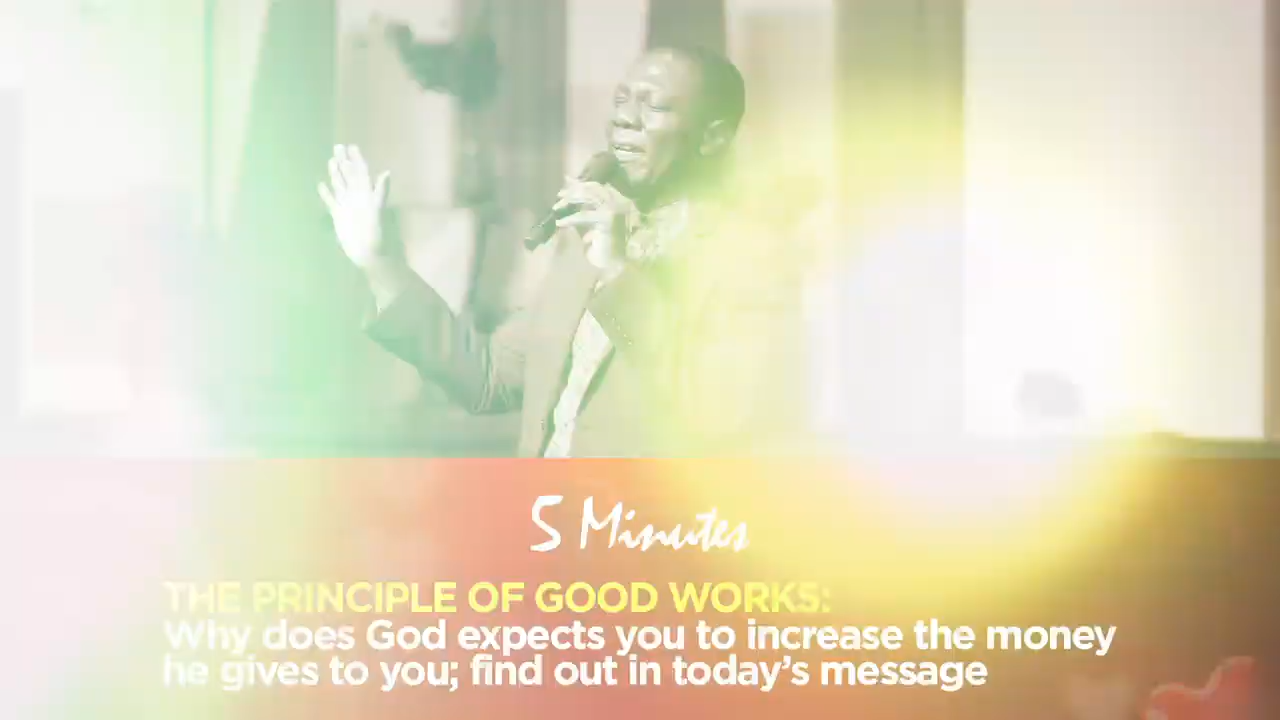 5 Minutes
THE PRINCIPLE OF GOOD WORKS:
Why does God expects you to increase the money
he gives to you; find out in today’s message